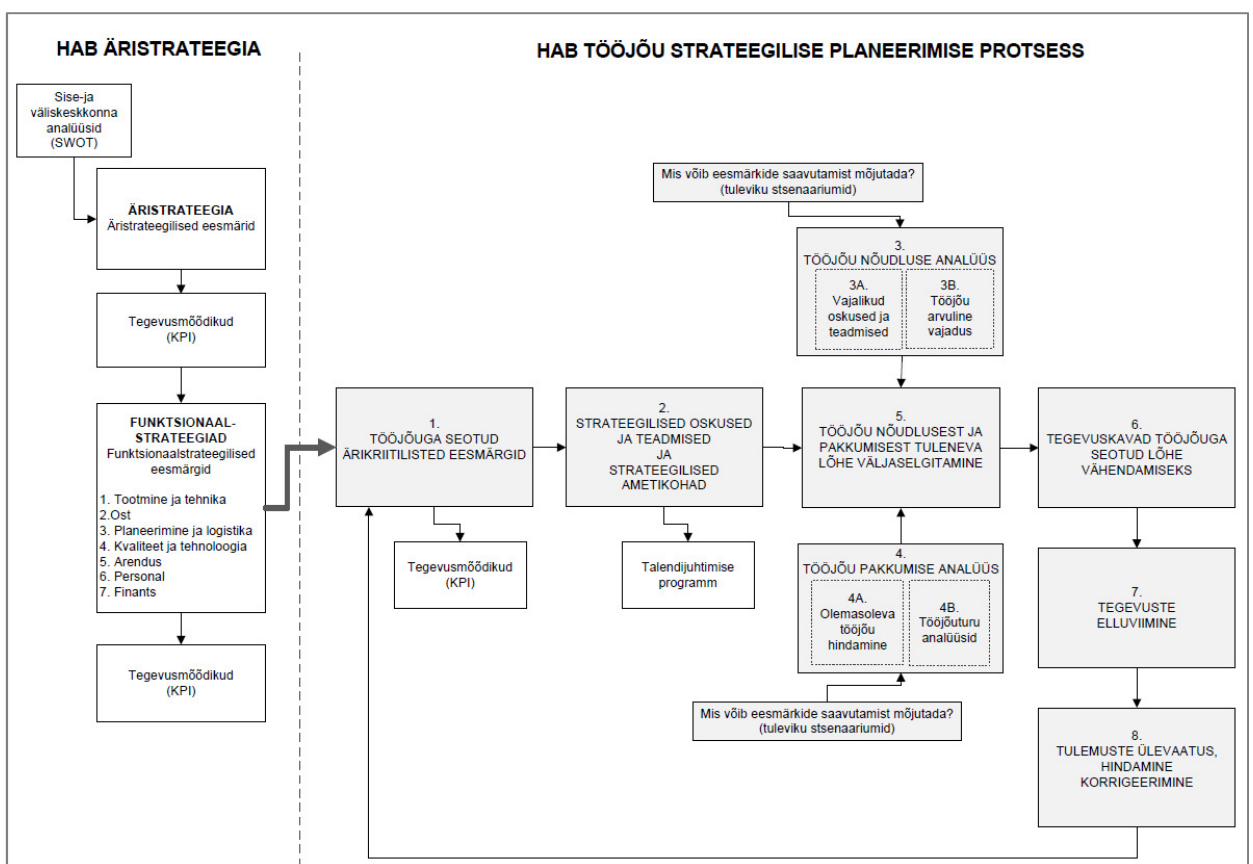 HAB ÄRISTRATEEGIA
Sise-ja
väliskeskkonna
analüüsid
(SWOT)
ÄRISTRATEEGIA
Äristrateegilised eesmärid
Tegevusmõõdikud
(KPI)
FUNKTSIONAAL-
STRATEEGIAD
Funktsionaalstrateegilised
eesmärgid
1. Tootmine ja tehnika
2.Ost
3. Planeerimine ja logistika
4. Kvaliteet ja tehnoloogia
5. Arendus
6. Personal
7. Finants
Tegevusmõõdikud
(KPI)
HAB TÖÖJÕU STRATEEGILISE PLANEERIMISE PROTSESS
Mis võib eesmärkide saavutamist mõjutada?
(tuleviku stsenaariumid)
3.
TÖÖJÕU NÕUDLUSE ANALÜÜS
3A.
Vajalikud
oskused ja
teadmised
3B.
Tööjõu
arvuline
vajadus
1.
TÖÖJÕUGA SEOTUD
ÄRIKRIITILISTED EESMÄRGID
Tegevusmõõdikud
(KPI)
2.
STRATEEGILISED OSKUSED
JA TEADMISED
JA
STRATEEGILISED
AMETIKOHAD
Talendijuhtimise
programm
5.
TÖÖJÕU NÕUDLUSEST JA
PAKKUMISEST TULENEVA
LÕHE VÄLJASELGITAMINE
4.
TÖÖJÕU PAKKUMISE ANALÜÜS
4A.
Olemasoleva
tööjõu
hindamine
4B.
Tööjõuturu
analüüsid
Mis võib eesmärkide saavutamist mõjutada?
(tuleviku stsenaariumid)
6.
TEGEVUSKAVAD TÖÖJÕUGA
SEOTUD LÕHE
VÄHENDAMISEKS
7.
TEGEVUSTE
ELLUVIIMINE
8.
TULEMUSTE ÜLEVAATUS,
HINDAMINE
KORRIGEERIMINE